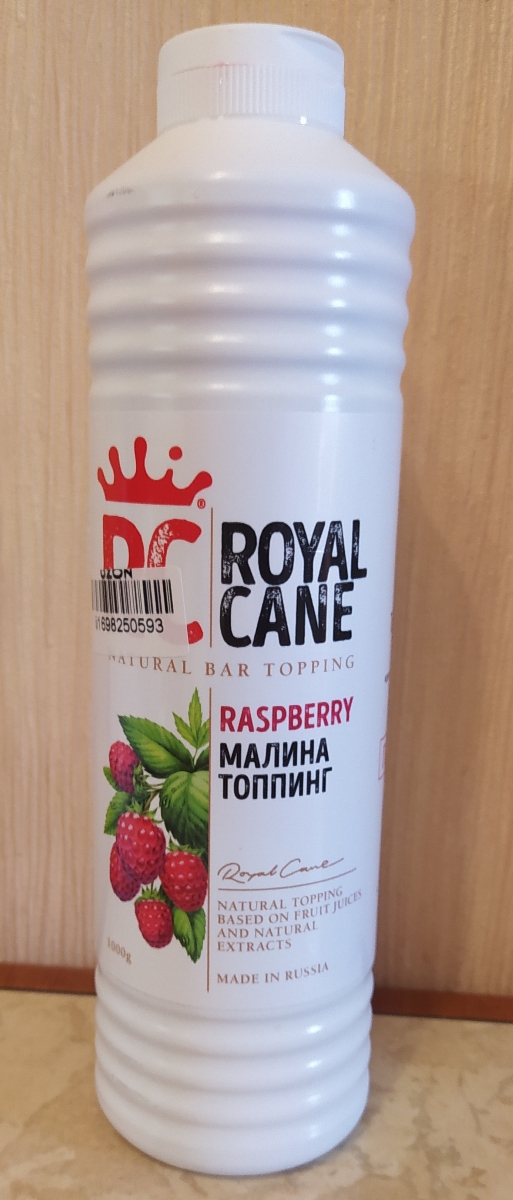 RC®
ROYAL
CANE
OZON
1698250593
NATURAL BAR TOPPING
RASPBERRY
МАЛИНА
ТОППИНГ
Royal Cane
NATURAL TOPPING
BASED ON FRUIT JUICES
AND NATURAL
EXTRACTS
1000g
MADE IN RUSSIA